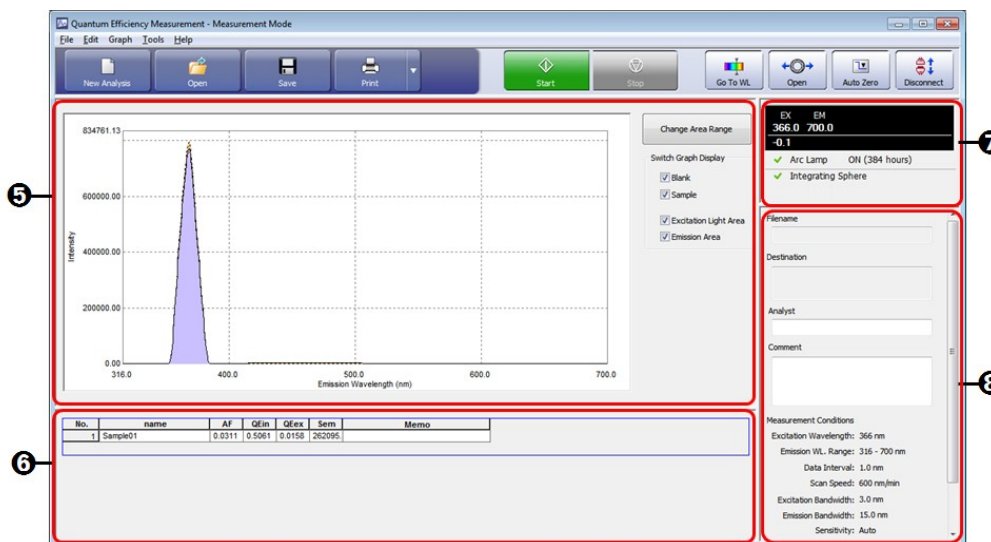 Quantum Efficiency Measurement - Measurement Mode
File Edit Graph Tools Help
New Analysis Open Save Print Start Stop Go To WL Open Auto Zero Disconnect
5
834761.13
600000.00
400000.00
200000.00
0.00
Intensity
316.0 400.0 500.0 600.0 700.0
Emission Wavelength (nm)
Change Area Range
Switch Graph Display
Blank
Sample
Excitation Light Area
Emission Area
7
EX EM
366.0 700.0
-0.1
Arc Lamp ON (384 hours)
Integrating Sphere
6
No. name AF QEin QEex Sem Memo
1 Sample01 0.0311 0.5061 0.0158 262095.
8
Filename
Destination
Analyst
Comment
Measurement Conditions
Excitation Wavelength: 366 nm
Emission WL. Range: 316 - 700 nm
Data Interval: 1.0 nm
Scan Speed: 600 nm/min
Excitation Bandwidth: 3.0 nm
Emission Bandwidth: 15.0 nm
Sensitivity: Auto